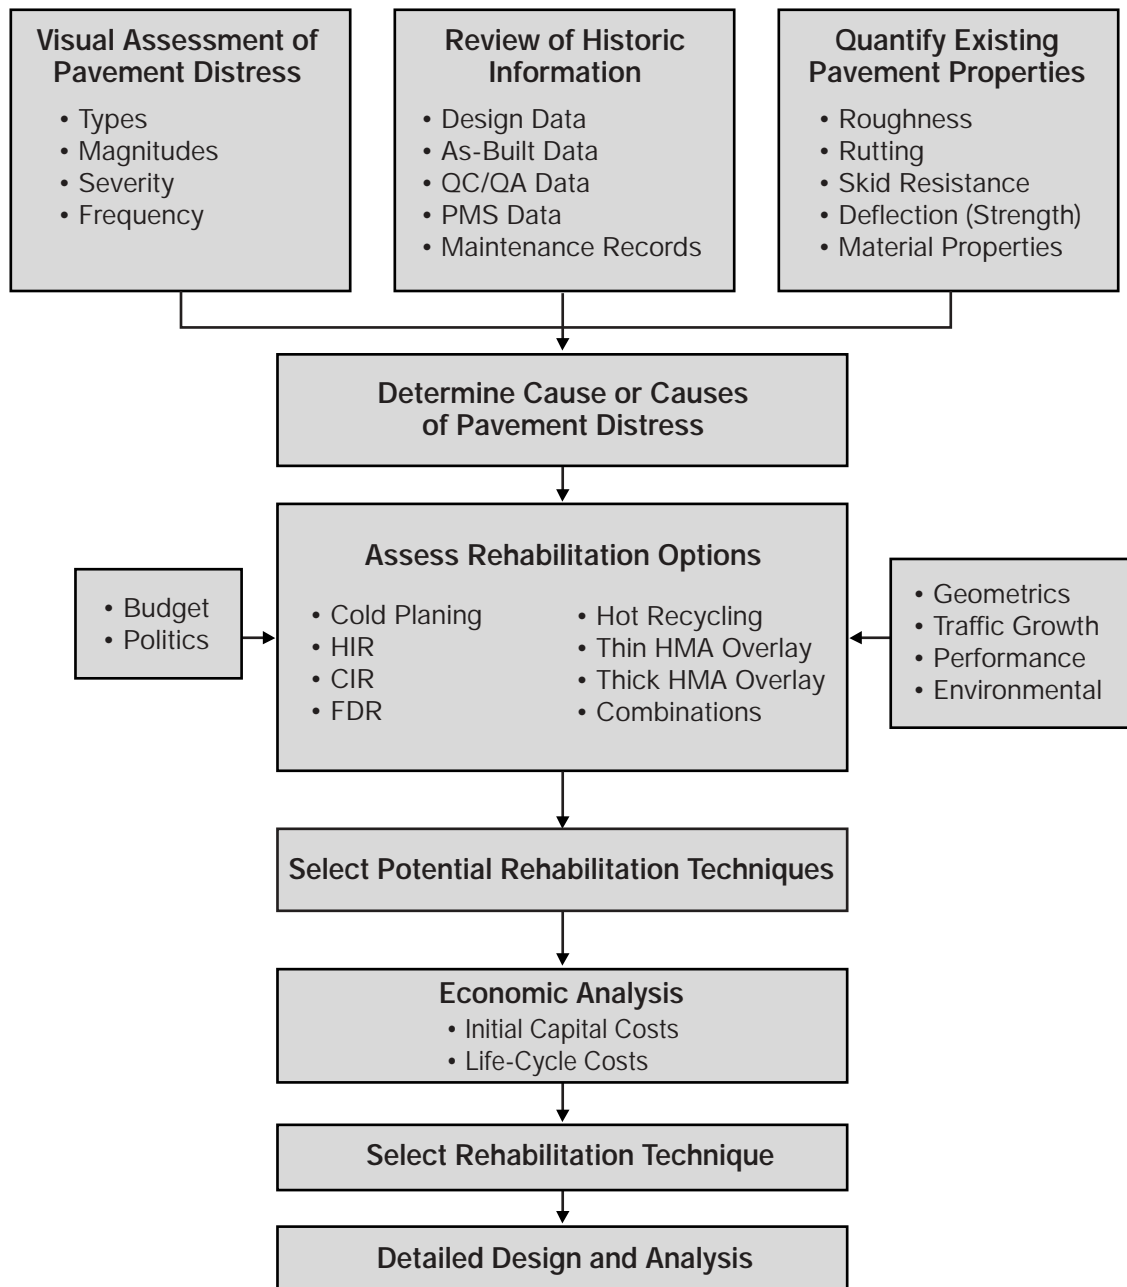 Visual Assessment of
Pavement Distress
• Types
• Magnitudes
• Severity
• Frequency
Review of Historic
Information
• Design Data
• As-Built Data
• QC/QA Data
• PMS Data
• Maintenance Records
Quantify Existing
Pavement Properties
• Roughness
• Rutting
• Skid Resistance
• Deflection (Strength)
• Material Properties
Determine Cause or Causes
of Pavement Distress
• Budget
• Politics
Assess Rehabilitation Options
• Cold Planing
• HIR
• CIR
• FDR
• Hot Recycling
• Thin HMA Overlay
• Thick HMA Overlay
• Combinations
• Geometrics
• Traffic Growth
• Performance
• Environmental
Select Potential Rehabilitation Techniques
Economic Analysis
• Initial Capital Costs
• Life-Cycle Costs
Select Rehabilitation Technique
Detailed Design and Analysis